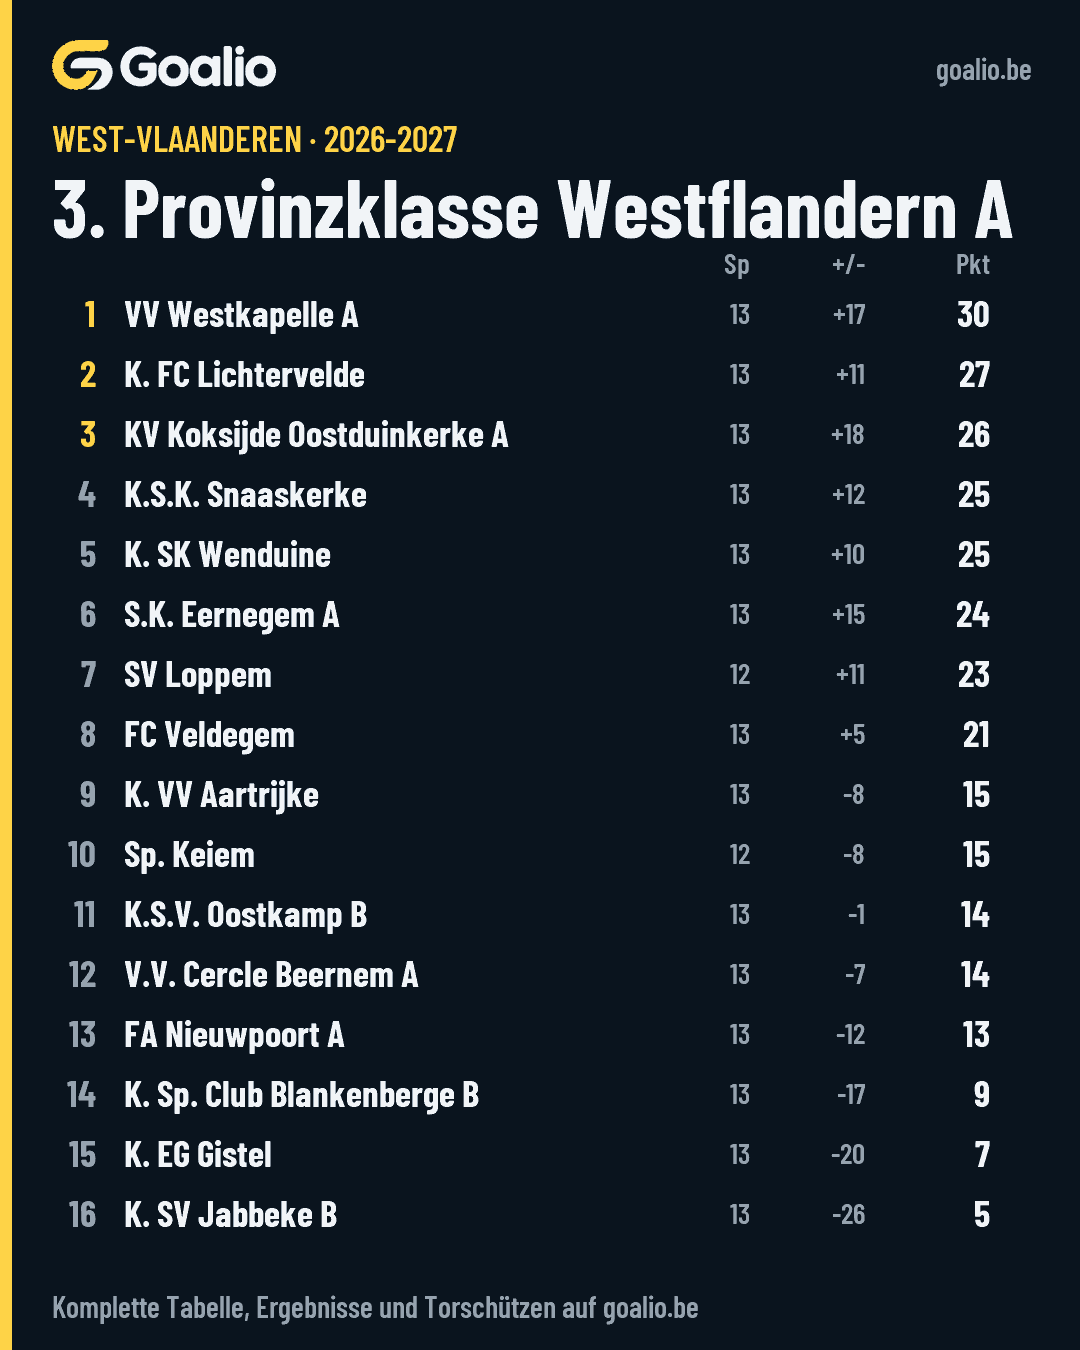 Goalio
goalio.be
WEST-VLAANDEREN · 2026-2027
3. Provinzklasse Westflandern A
Sp +/- Pkt
1 VV Westkapelle A 13 +17 30
2 K. FC Lichtervelde 13 +11 27
3 KV Koksijde Oostduinkerke A 13 +18 26
4 K.S.K. Snaaskerke 13 +12 25
5 K. SK Wenduine 13 +10 25
6 S.K. Eernegem A 13 +15 24
7 SV Loppem 12 +11 23
8 FC Veldegem 13 +5 21
9 K. VV Aartrijke 13 -8 15
10 Sp. Keiem 12 -8 15
11 K.S.V. Oostkamp B 13 -1 14
12 V.V. Cercle Beernem A 13 -7 14
13 FA Nieuwpoort A 13 -12 13
14 K. Sp. Club Blankenberge B 13 -17 9
15 K. EG Gistel 13 -20 7
16 K. SV Jabbeke B 13 -26 5
Komplette Tabelle, Ergebnisse und Torschützen auf goalio.be